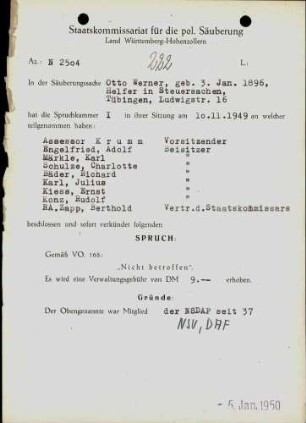 Staatskommissariat für die pol. Säuberung
Land Württemberg-Hohenzollern
Az.: N 2504
282
L.:
In der Säuberungssache Otto Werner, geb. 3. Jan. 1896,
Helfer in Steuersachen,
Tübingen, Ludwigstr. 16
hat die Spruchkammer I in ihrer Sitzung am 10.11.1949 an welcher
teilgenommen haben:
Assessor K r u m m Vorsitzender
Engelfried, Adolf Beisitzer
Märkle, Karl "
Schulze, Charlotte "
Bäder, Richard "
Karl, Julius "
Kiess, Ernst "
Konz, Rudolf "
RA.Zapp, Berthold Vertr.d.Staatskommissars
beschlossen und sofort verkündet folgenden:
SPRUCH:
Gemäß VO. 168:
„Nicht betroffen".
Es wird eine Verwaltungsgebühr von DM 9.-- erhoben.
Gründe:
Der Obengenannte war Mitglied der NSDAP seit 37
NSV, DAF
- 5. Jan. 1950